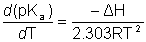 d(pKa)/dT = -ΔH/2.303RT²